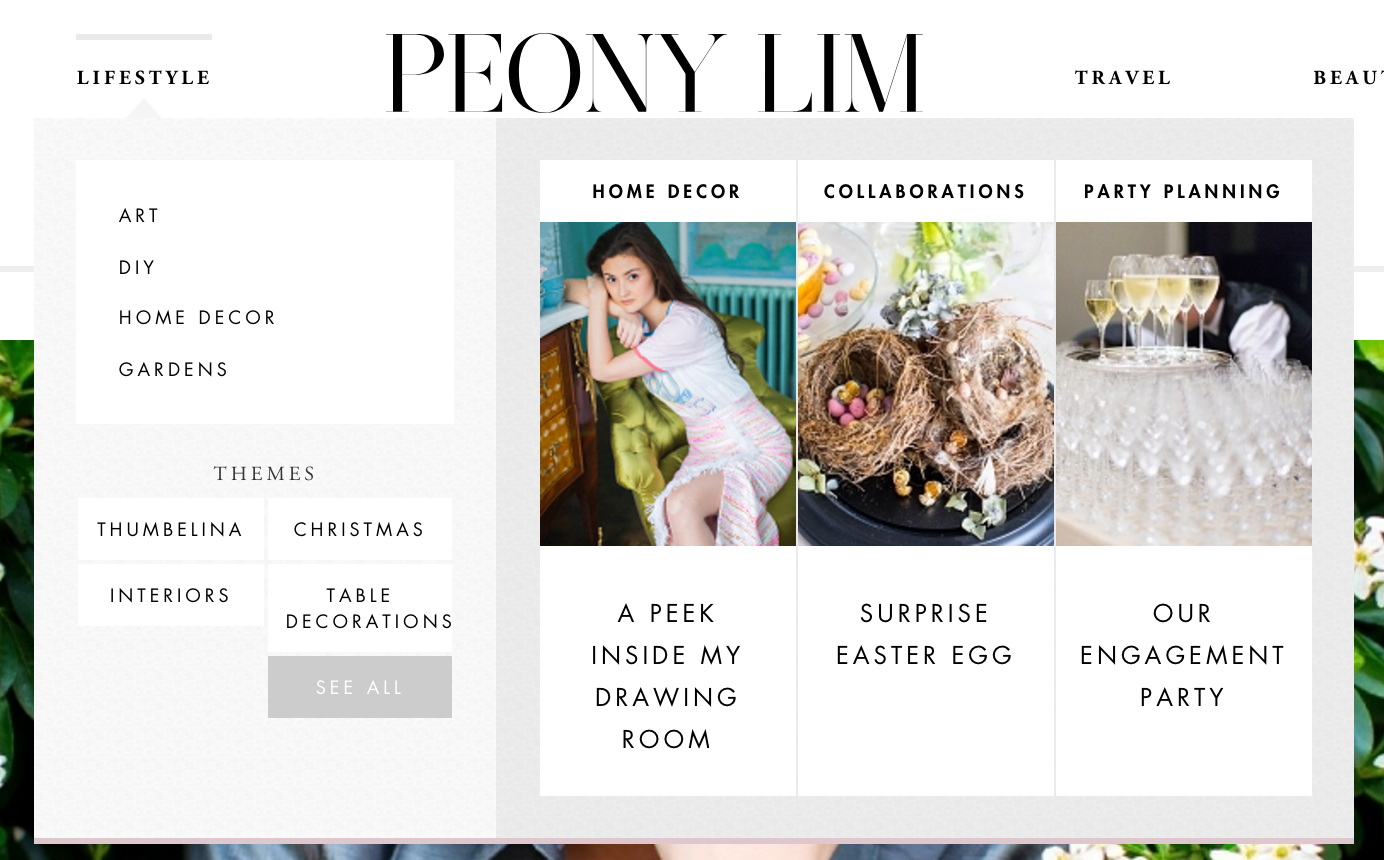 LIFESTYLE
PEONY LIM
TRAVEL
ART
DIY
HOME DECOR
GARDENS
THEMES
THUMBELINA
CHRISTMAS
INTERIORS
TABLE
DECORATIONS
SEE ALL
HOME DECOR
A PEEK
INSIDE MY
DRAWING
ROOM
COLLABORATIONS
SURPRISE
EASTER EGG
PARTY PLANNING
OUR
ENGAGEMENT
PARTY